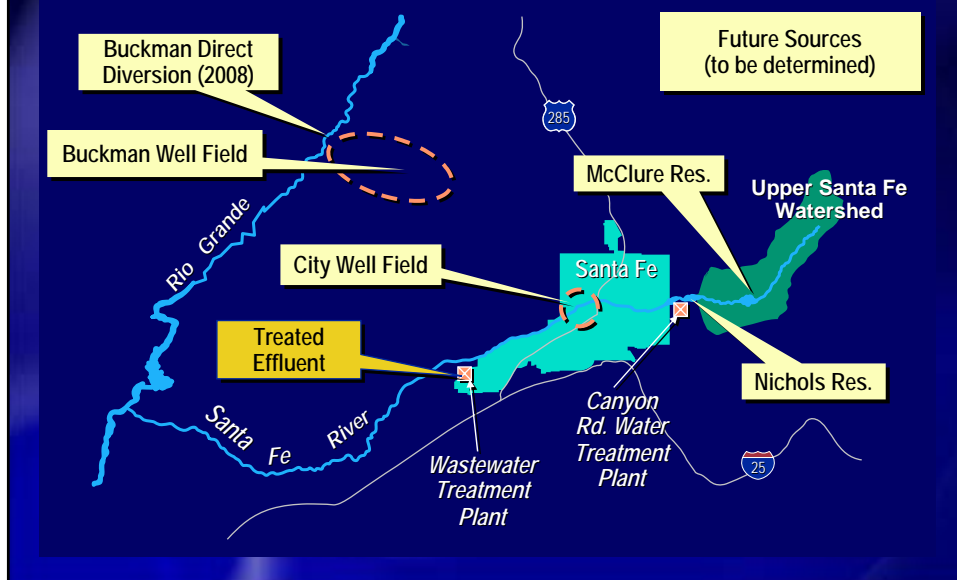 Buckman Direct
Diversion (2008)
Future Sources
(to be determined)
285
Buckman Well Field
McClure Res.
Upper Santa Fe
Watershed
Rio Grande
City Well Field
Santa Fe
Treated
Effluent
Nichols Res.
Santa Fe River
Canyon
Rd. Water
Treatment
Plant
Wastewater
Treatment
Plant
25